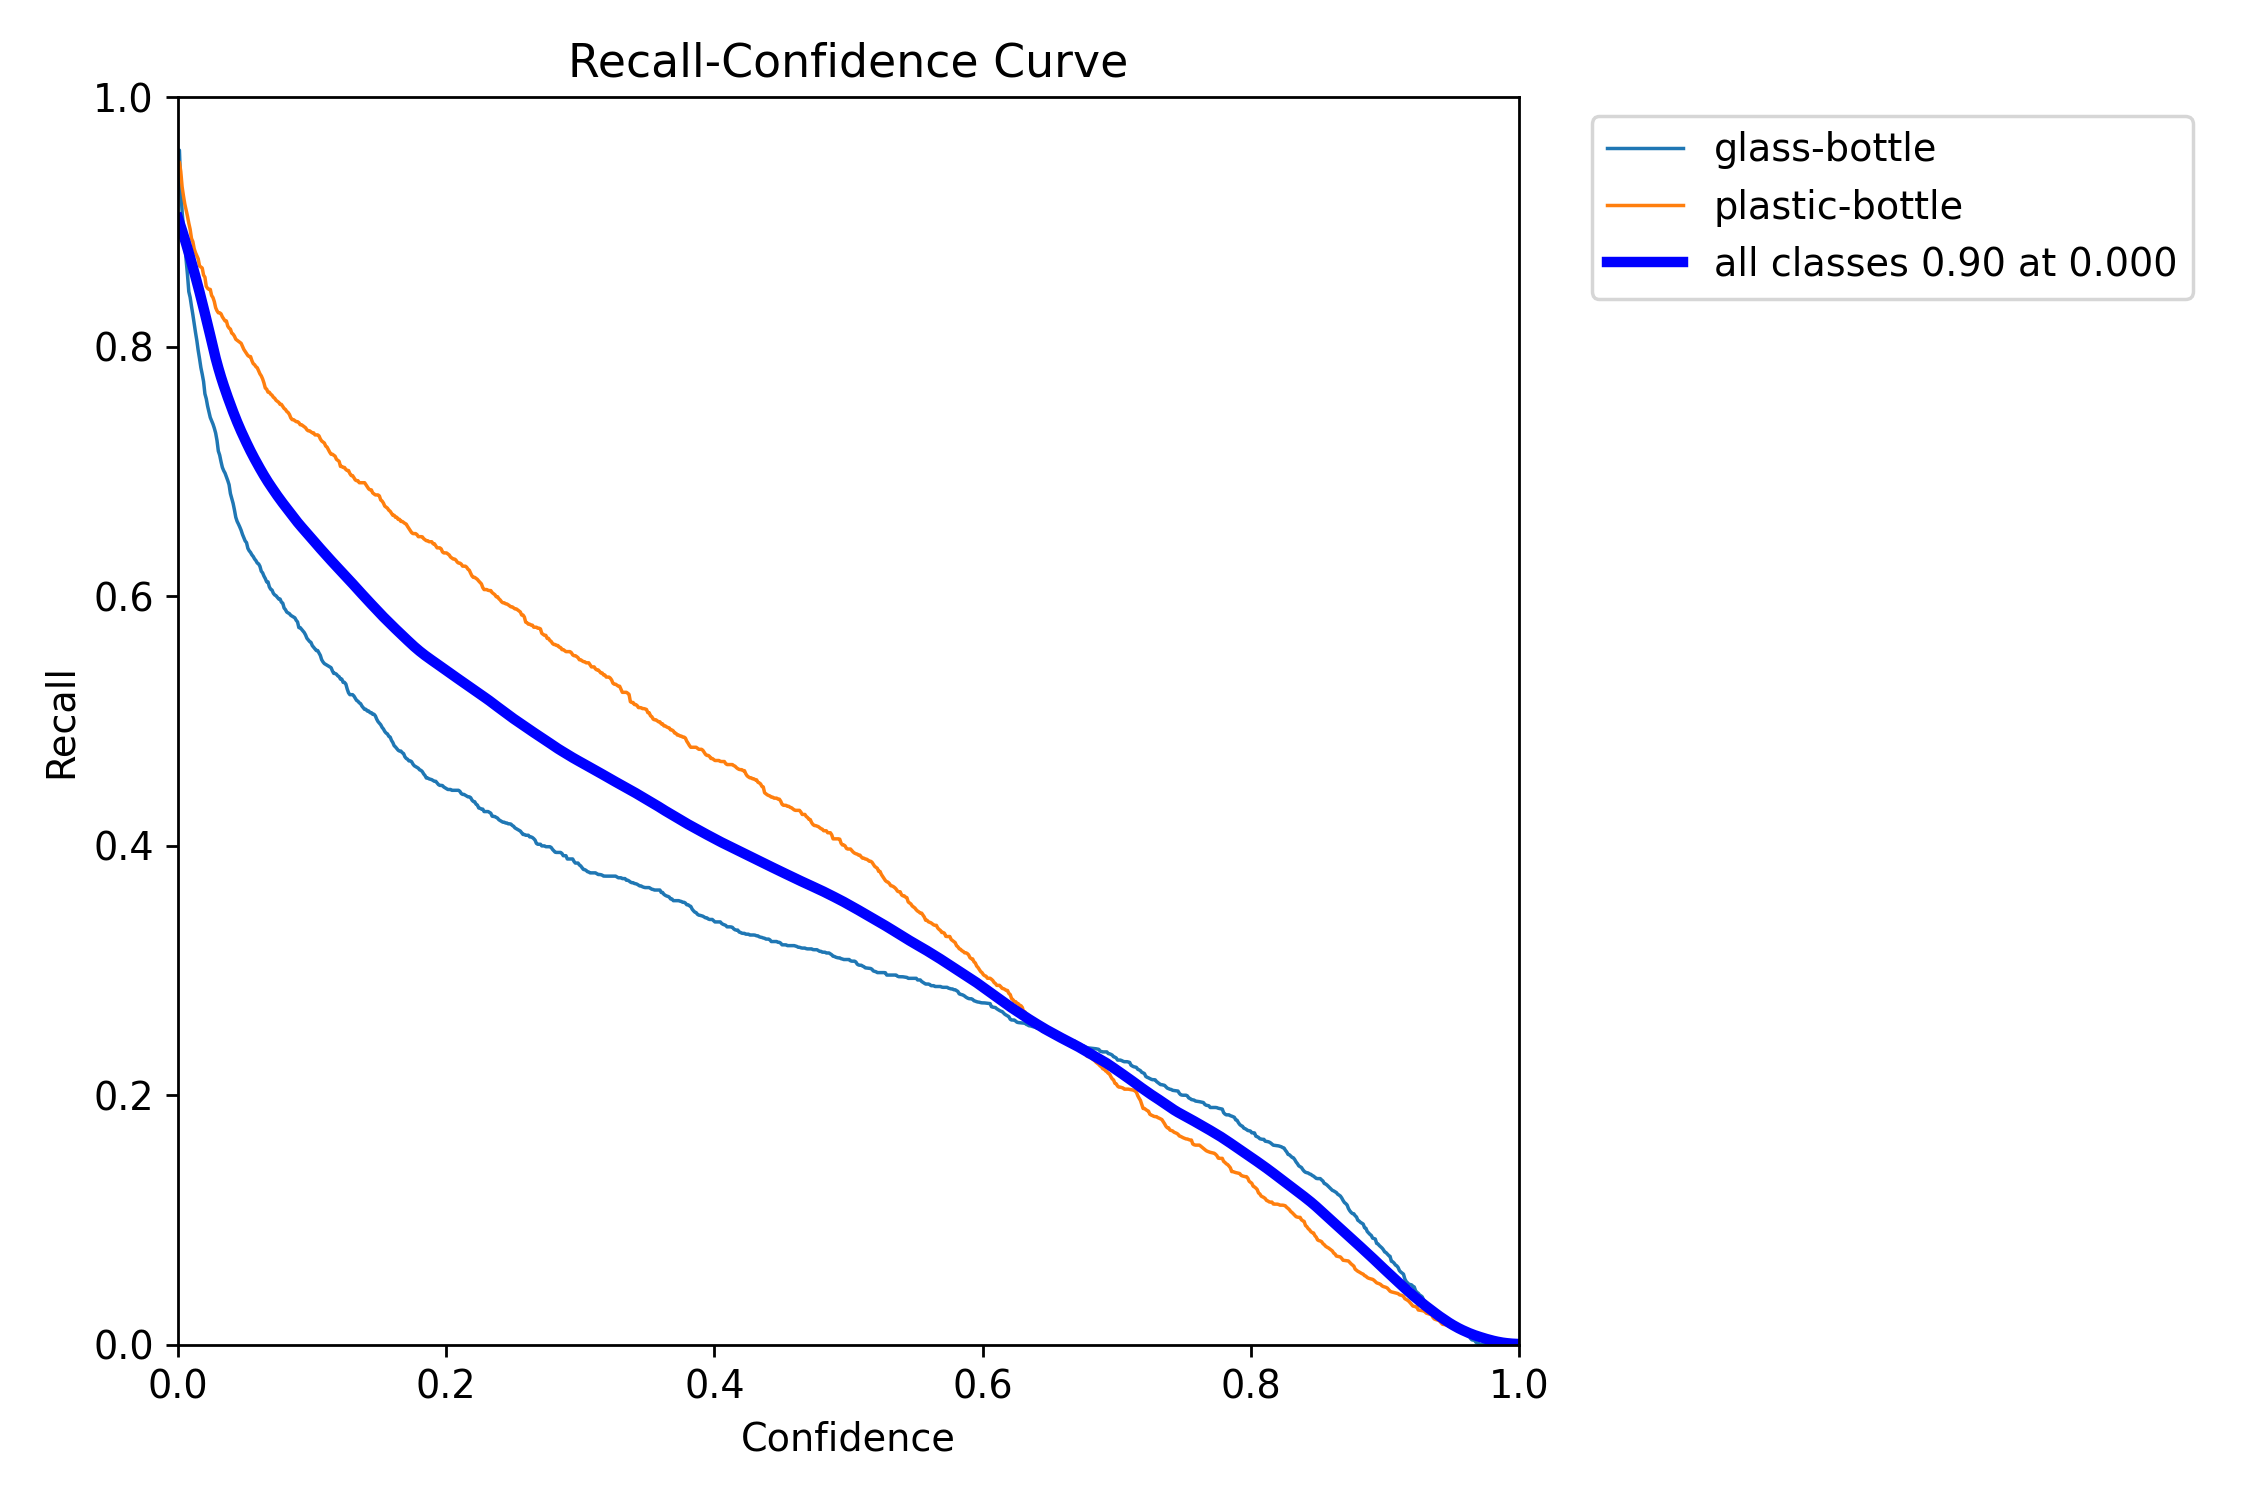 Recall-Confidence Curve
1.0
0.8
0.6
0.4
0.2
0.0
Recall
0.0 0.2 0.4 0.6 0.8 1.0
Confidence
glass-bottle
plastic-bottle
all classes 0.90 at 0.000